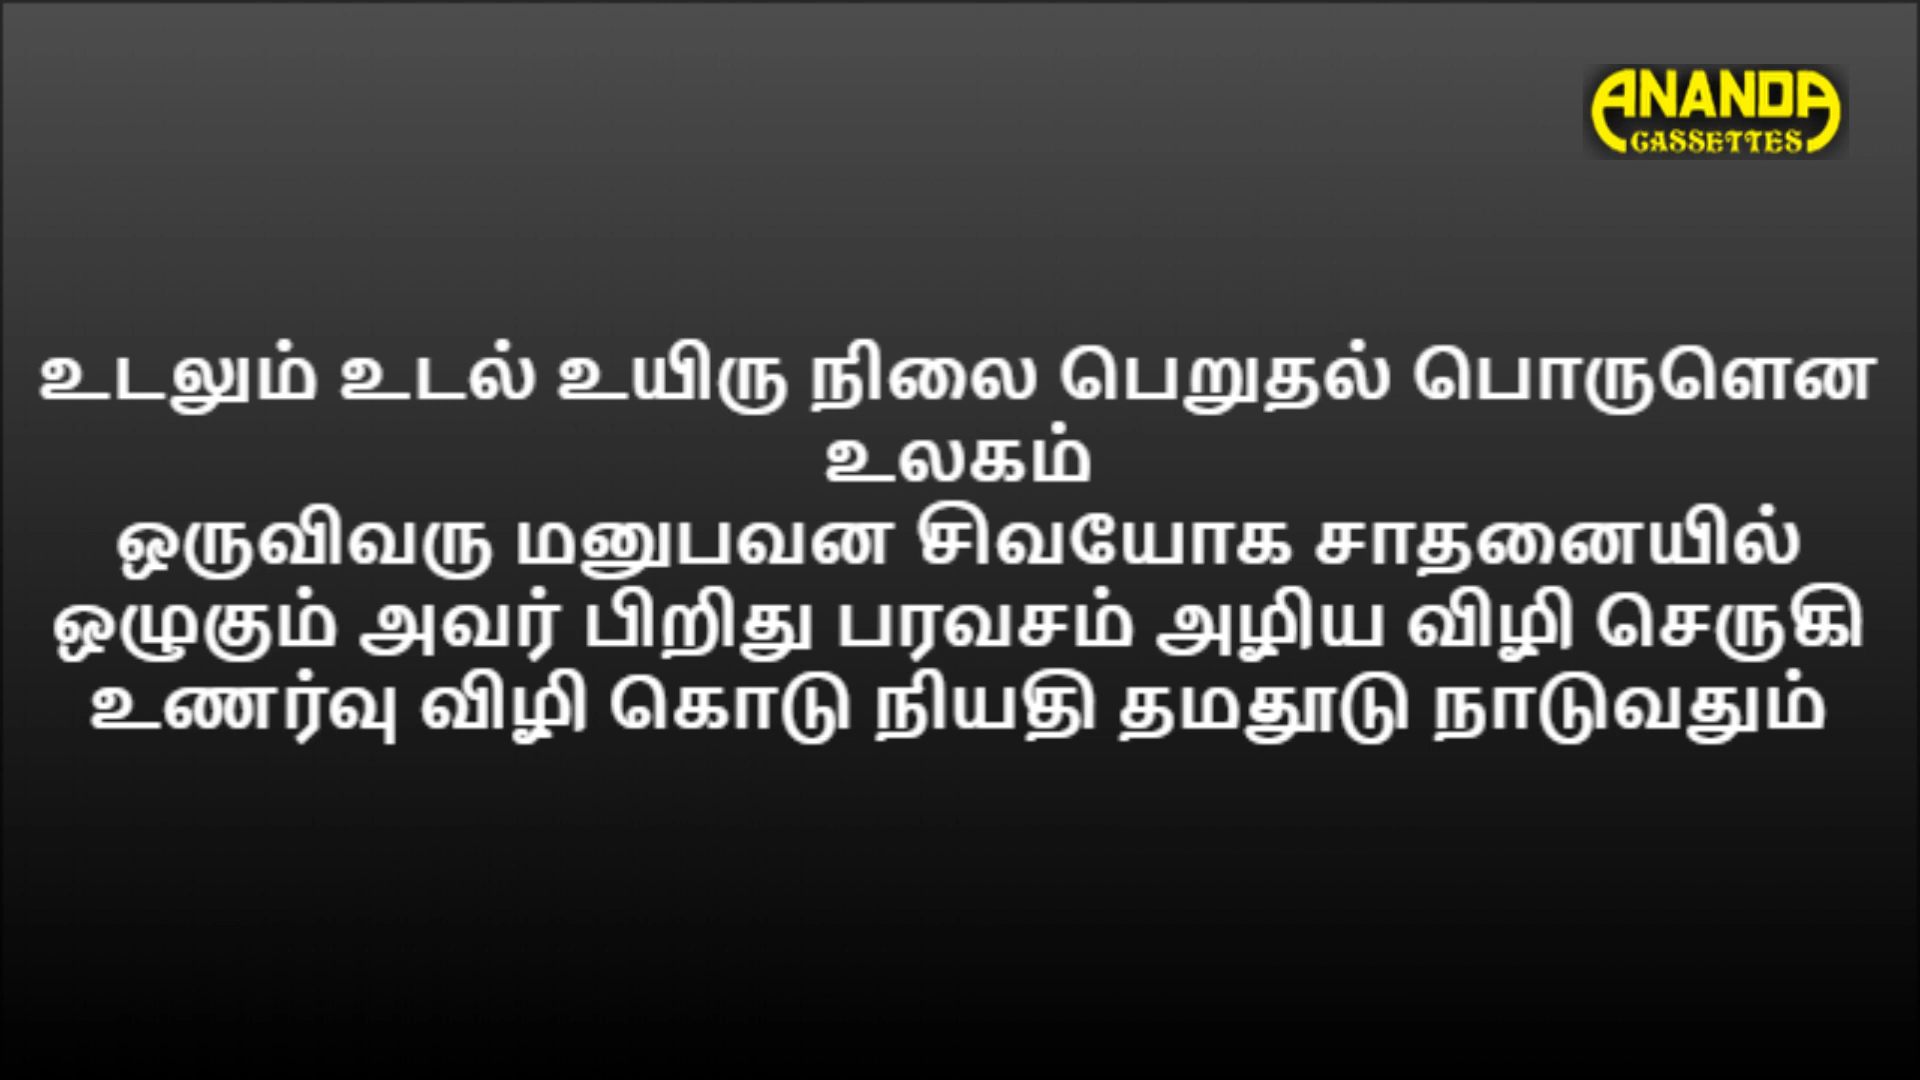 ANANDA
CASSETTES
உடலும் உடல் உயிரு நிலை பெறுதல் பொருளென
உலகம்
ஒருவிவரு மனுபவன சிவயோக சாதனையில்
ஒழுகும் அவர் பிறிது பரவசம் அழிய விழி செருகி
உணர்வு விழி கொடு நியதி தமதூடு நாடுவதும்